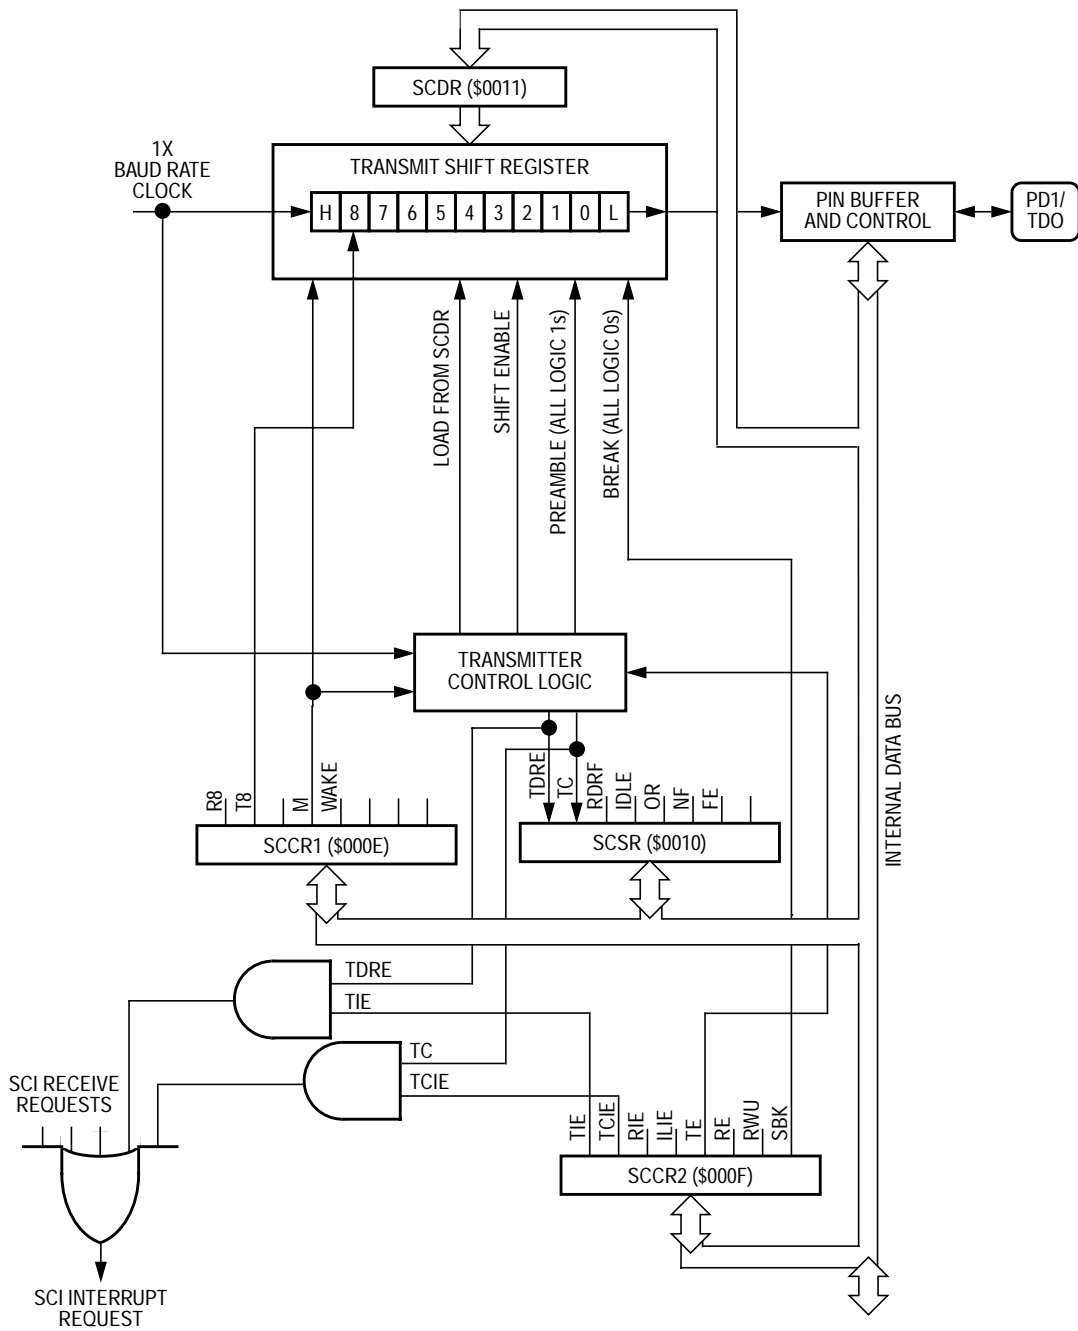 SCDR ($0011)
1X
BAUD RATE
CLOCK
TRANSMIT SHIFT REGISTER
H 8 7 6 5 4 3 2 1 0 L
PIN BUFFER
AND CONTROL
PD1/
TDO
LOAD FROM SCDR
SHIFT ENABLE
PREAMBLE (ALL LOGIC 1s)
BREAK (ALL LOGIC 0s)
TRANSMITTER
CONTROL LOGIC
INTERNAL DATA BUS
R8
T8
M
WAKE
TDRE
TC
RDRF
IDLE
OR
NF
FE
SCCR1 ($000E)
SCSR ($0010)
TDRE
TIE
TC
TCIE
SCI RECEIVE
REQUESTS
TIE
TCIE
RIE
ILIE
TE
RE
RWU
SBK
SCCR2 ($000F)
SCI INTERRUPT
REQUEST